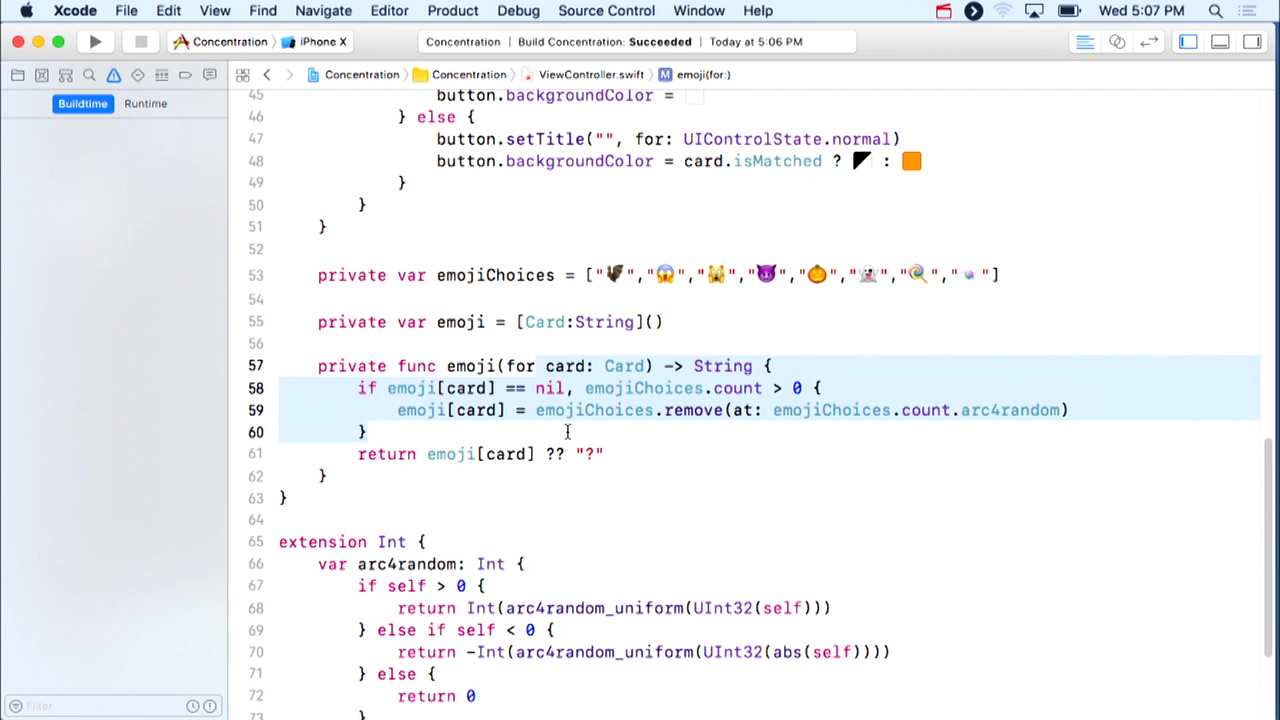 Xcode File Edit View Find Navigate Editor Product Debug Source Control Window Help Wed 5:07 PM
Concentration iPhone X Concentration | Build Concentration: Succeeded | Today at 5:06 PM
Concentration Concentration ViewController.swift M emoji(for:)
Buildtime Runtime
45 button.backgroundColor =
46 } else {
47 button.setTitle("", for: UIControlState.normal)
48 button.backgroundColor = card.isMatched ? :
49 }
50 }
51 }
52
53 private var emojiChoices = ["🦇","😱","🙀","😈","🎃","👻","🍭","🍬"]
54
55 private var emoji = [Card:String]()
56
57 private func emoji(for card: Card) -> String {
58 if emoji[card] == nil, emojiChoices.count > 0 {
59 emoji[card] = emojiChoices.remove(at: emojiChoices.count.arc4random)
60 }
61 return emoji[card] ?? "?"
62 }
63 }
64
65 extension Int {
66 var arc4random: Int {
67 if self > 0 {
68 return Int(arc4random_uniform(UInt32(self)))
69 } else if self < 0 {
70 return -Int(arc4random_uniform(UInt32(abs(self))))
71 } else {
72 return 0
73 }
Filter